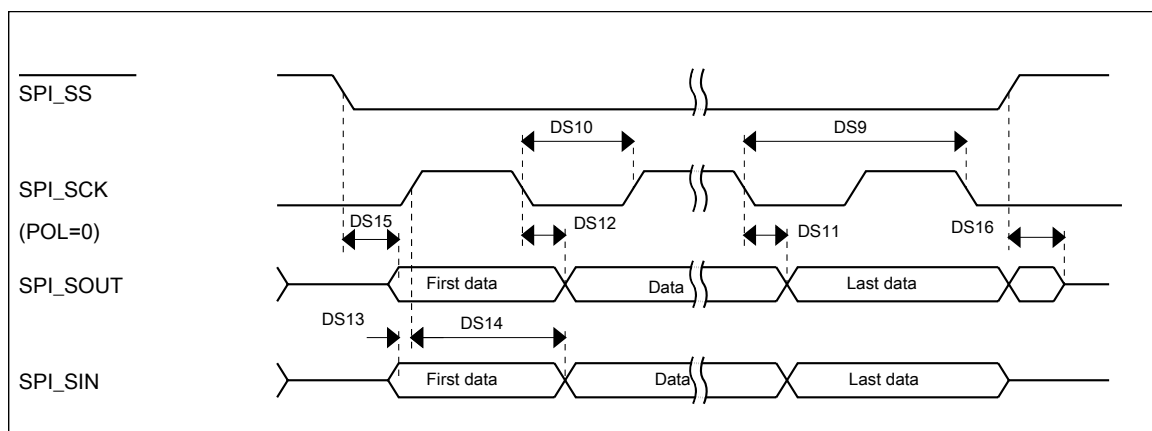 SPI_SS
DS10
DS9
SPI_SCK
(POL=0)
DS15
DS12
DS11
DS16
SPI_SOUT
First data
Data
Last data
DS13
DS14
SPI_SIN
First data
Data
Last data